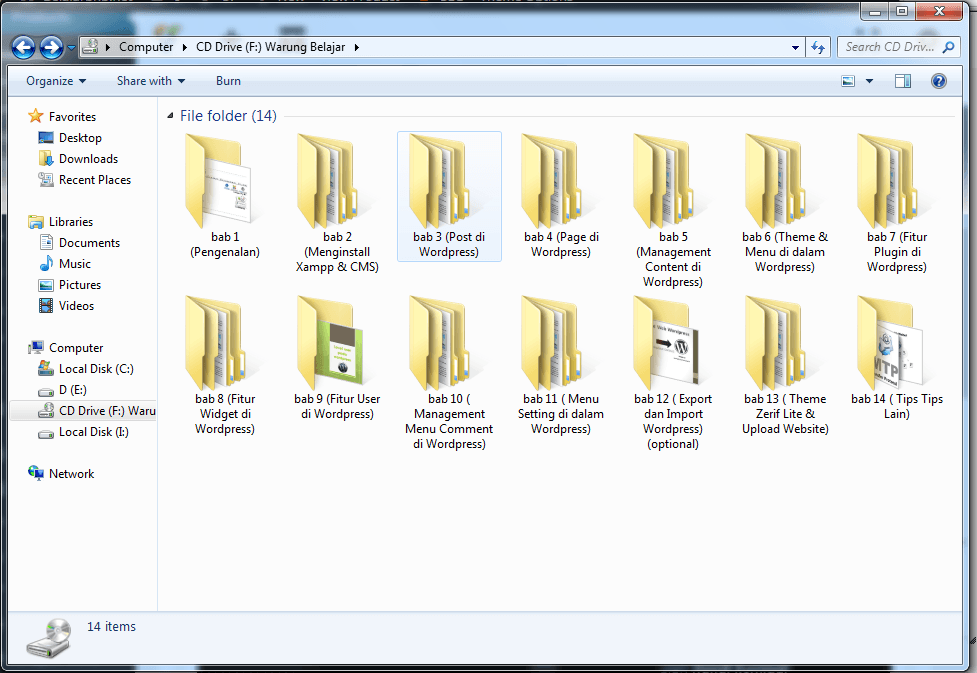 Computer ▸ CD Drive (F:) Warung Belajar ▸
Search CD Driv...
Organize Share with Burn
Favorites
Desktop
Downloads
Recent Places
Libraries
Documents
Music
Pictures
Videos
Computer
Local Disk (C:)
D (E:)
CD Drive (F:) Waru
Local Disk (I:)
Network
File folder (14)
bab 1
(Pengenalan)
bab 2
(Menginstall
Xampp & CMS)
bab 3 (Post di
Wordpress)
bab 4 (Page di
Wordpress)
bab 5
(Management
Content di
Wordpress)
bab 6 (Theme &
Menu di dalam
Wordpress)
bab 7 (Fitur
Plugin di
Wordpress)
bab 8 (Fitur
Widget di
Wordpress)
bab 9 (Fitur User
di Wordpress)
bab 10 (
Management
Menu Comment
di Wordpress)
bab 11 ( Menu
Setting di dalam
Wordpress)
bab 12 ( Export
dan Import
Wordpress)
(optional)
bab 13 ( Theme
Zerif Lite &
Upload Website)
bab 14 ( Tips Tips
Lain)
14 items